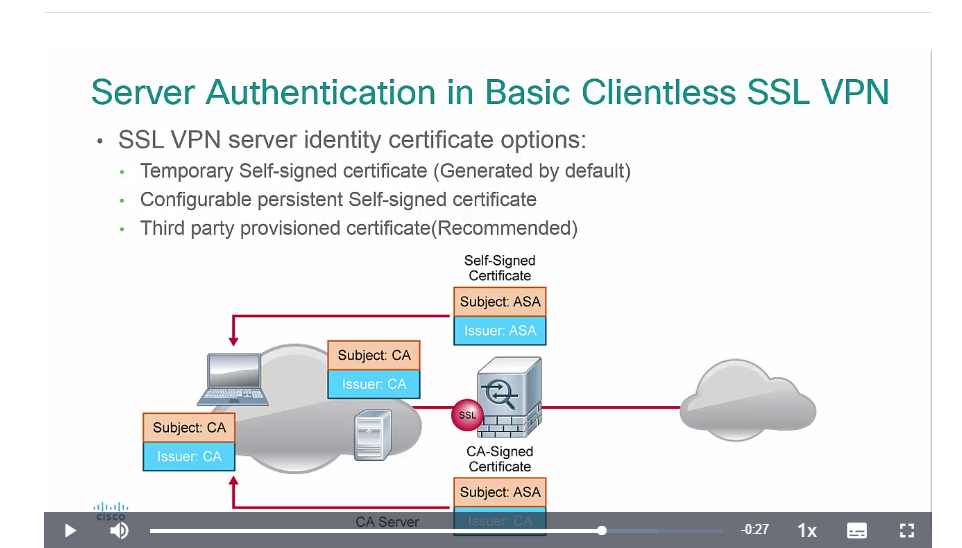 Server Authentication in Basic Clientless SSL VPN
• SSL VPN server identity certificate options:
• Temporary Self-signed certificate (Generated by default)
• Configurable persistent Self-signed certificate
• Third party provisioned certificate(Recommended)
Self-Signed
Certificate
Subject: ASA
Issuer: ASA
Subject: CA
Issuer: CA
SSL
Subject: CA
Issuer: CA
CA-Signed
Certificate
Subject: ASA
Issuer: CA
CISCO
CA Server
-0:27
1x